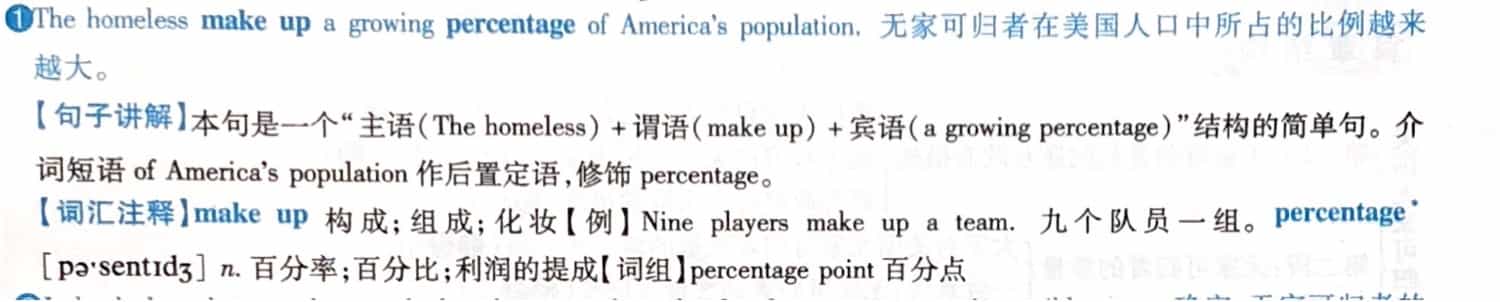 ❶The homeless make up a growing percentage of America's population. 无家可归者在美国人口中所占的比例越来
越大。
【句子讲解】本句是一个“主语(The homeless)+谓语(make up)+宾语(a growing percentage)”结构的简单句。介
词短语 of America's population 作后置定语,修饰 percentage。
【词汇注释】make up 构成;组成;化妆【例】Nine players make up a team. 九个队员一组。percentage*
[pə·sentɪdʒ] n. 百分率;百分比;利润的提成【词组】percentage point 百分点